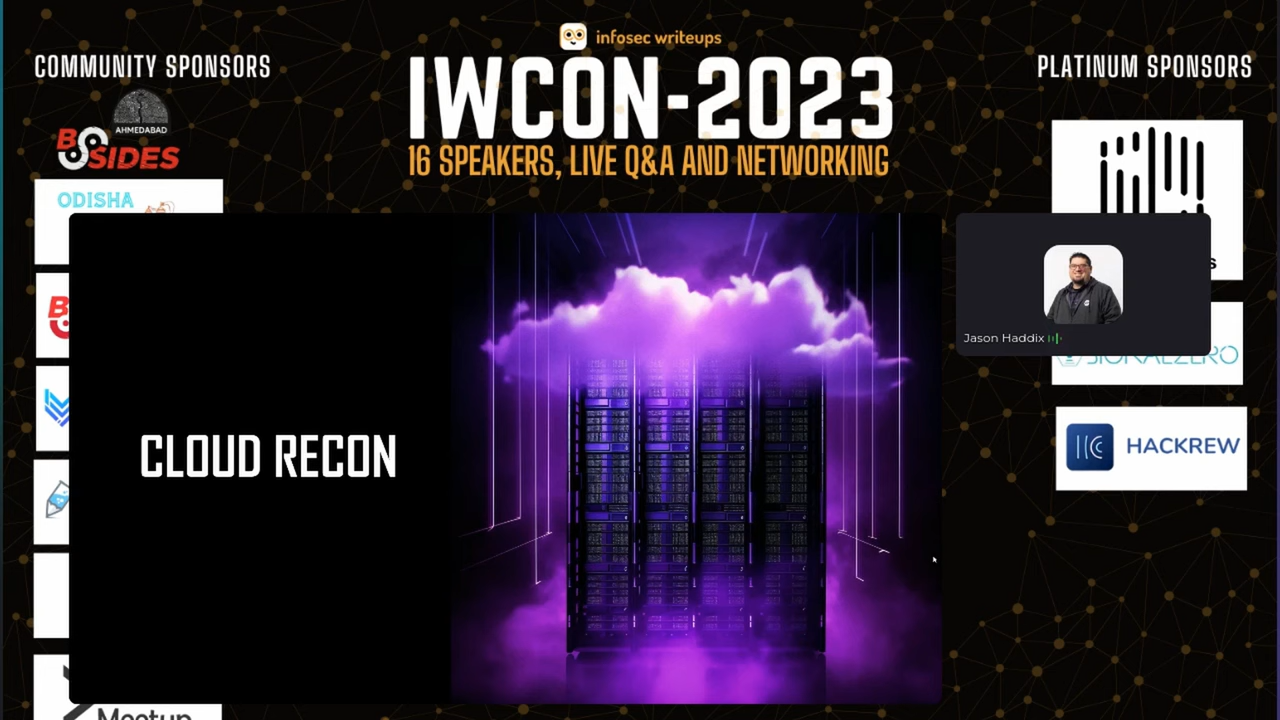 infosec writeups
IWCON-2023
16 SPEAKERS, LIVE Q&A AND NETWORKING
COMMUNITY SPONSORS
AHMEDABAD
BSIDES
ODISHA
PLATINUM SPONSORS
CLOUD RECON
Jason Haddix
HACKREW
Meetup